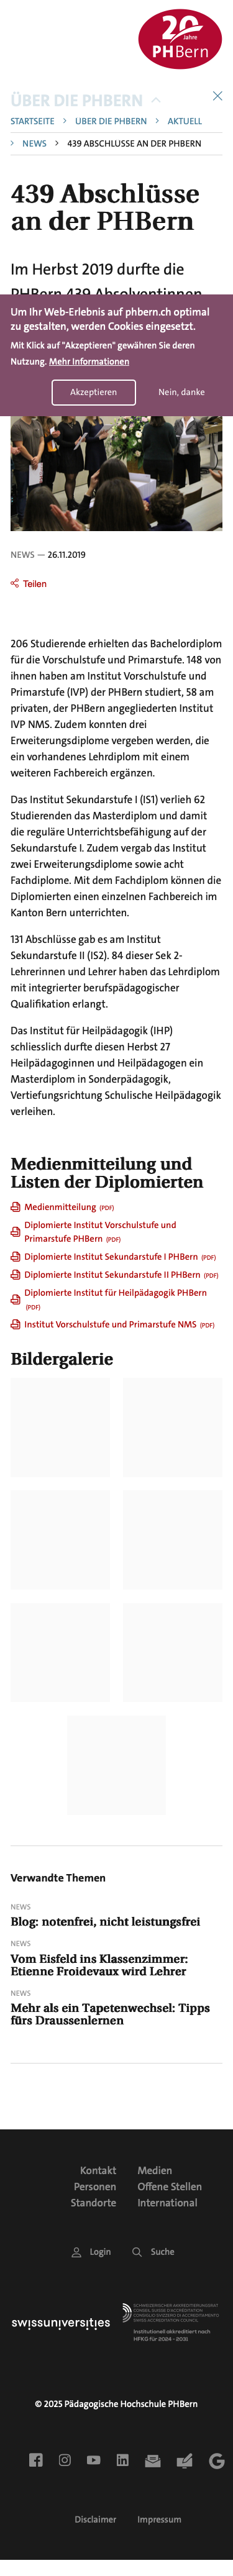 20
Jahre
PHBern
ÜBER DIE PHBERN
STARTSEITE > ÜBER DIE PHBERN > AKTUELL
> NEWS > 439 ABSCHLÜSSE AN DER PHBERN
439 Abschlüsse
an der PHBern
Im Herbst 2019 durfte die
PHBern 439 Absolventinnen
Um Ihr Web-Erlebnis auf phbern.ch optimal
zu gestalten, werden Cookies eingesetzt.
Mit Klick auf "Akzeptieren" gewähren Sie deren
Nutzung. Mehr Informationen
Akzeptieren Nein, danke
NEWS — 26.11.2019
Teilen
206 Studierende erhielten das Bachelordiplom
für die Vorschulstufe und Primarstufe. 148 von
ihnen haben am Institut Vorschulstufe und
Primarstufe (IVP) der PHBern studiert, 58 am
privaten, der PHBern angegliederten Institut
IVP NMS. Zudem konnten drei
Erweiterungsdiplome vergeben werden, die
ein vorhandenes Lehrdiplom mit einem
weiteren Fachbereich ergänzen.
Das Institut Sekundarstufe I (IS1) verlieh 62
Studierenden das Masterdiplom und damit
die reguläre Unterrichtsbefähigung auf der
Sekundarstufe I. Zudem vergab das Institut
zwei Erweiterungsdiplome sowie acht
Fachdiplome. Mit dem Fachdiplom können die
Diplomierten einen einzelnen Fachbereich im
Kanton Bern unterrichten.
131 Abschlüsse gab es am Institut
Sekundarstufe II (IS2). 84 dieser Sek 2-
Lehrerinnen und Lehrer haben das Lehrdiplom
mit integrierter berufspädagogischer
Qualifikation erlangt.
Das Institut für Heilpädagogik (IHP)
schliesslich durfte diesen Herbst 27
Heilpädagoginnen und Heilpädagogen ein
Masterdiplom in Sonderpädagogik,
Vertiefungsrichtung Schulische Heilpädagogik
verleihen.
Medienmitteilung und
Listen der Diplomierten
Medienmitteilung (PDF)
Diplomierte Institut Vorschulstufe und
Primarstufe PHBern (PDF)
Diplomierte Institut Sekundarstufe I PHBern (PDF)
Diplomierte Institut Sekundarstufe II PHBern (PDF)
Diplomierte Institut für Heilpädagogik PHBern
(PDF)
Institut Vorschulstufe und Primarstufe NMS (PDF)
Bildergalerie
Verwandte Themen
NEWS
Blog: notenfrei, nicht leistungsfrei
NEWS
Vom Eisfeld ins Klassenzimmer:
Etienne Froidevaux wird Lehrer
NEWS
Mehr als ein Tapetenwechsel: Tipps
fürs Draussenlernen
Kontakt Medien
Personen Offene Stellen
Standorte International
Login Suche
swissuniversities
SCHWEIZERISCHER AKKREDITIERUNGSRAT
CONSEIL SUISSE D'ACCRÉDITATION
CONSIGLIO SVIZZERO DI ACCREDITAMENTO
SWISS ACCREDITATION COUNCIL
Institutionell akkreditiert nach
HFKG für 2024 - 2031
© 2025 Pädagogische Hochschule PHBern
Disclaimer Impressum